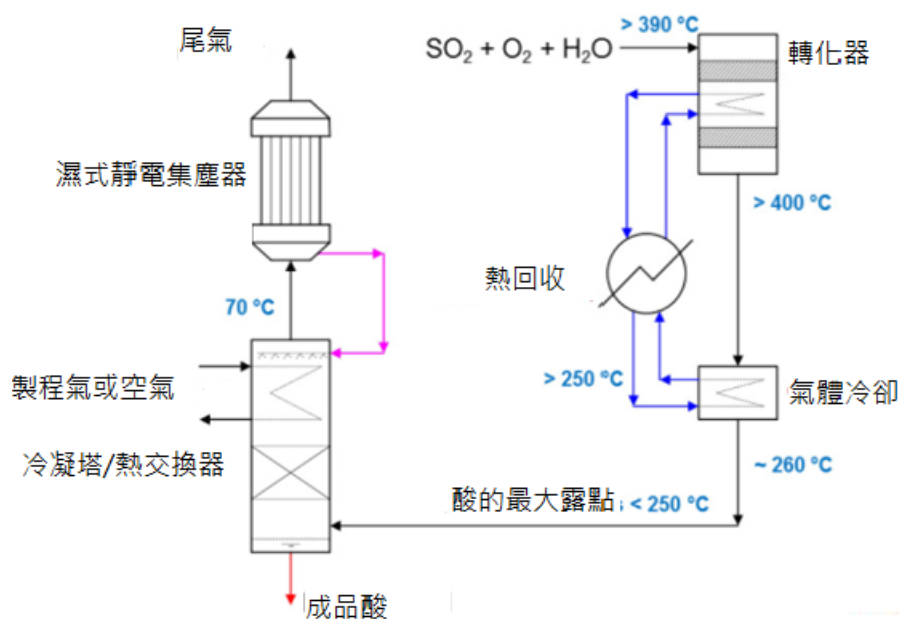 尾氣
> 390 °C
SO₂ + O₂ + H₂O
轉化器
濕式靜電集塵器
> 400 °C
熱回收
70 °C
製程氣或空氣
> 250 °C
氣體冷卻
冷凝塔/熱交換器
~ 260 °C
酸的最大露點 < 250 °C
成品酸